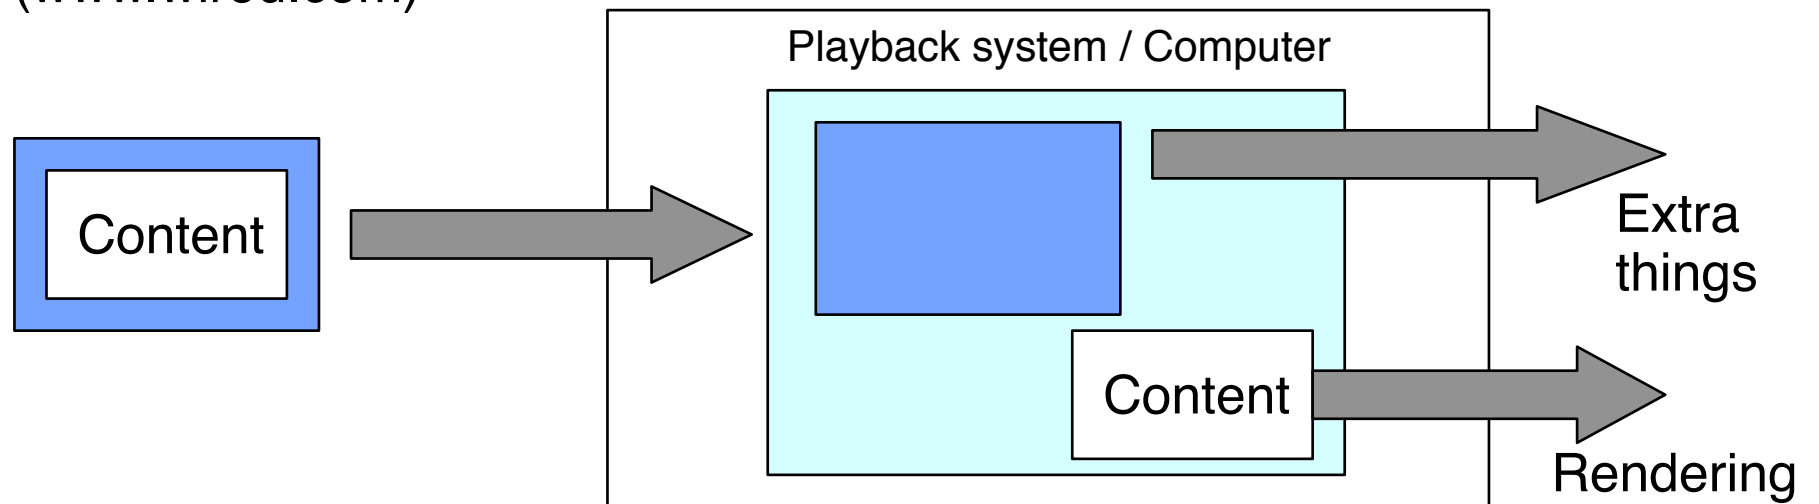 Playback system / Computer
Content
Extra
things
Content
Rendering